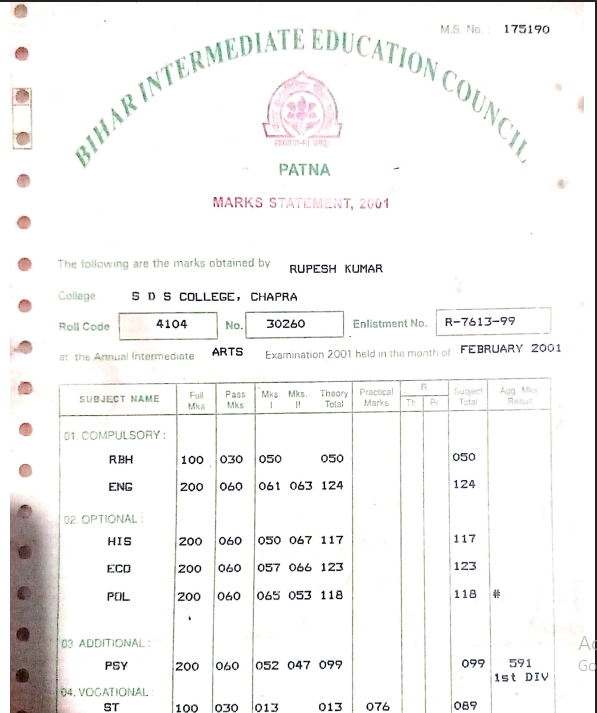 M.S. No. : 175190
BIHAR INTERMEDIATE EDUCATION COUNCIL
PATNA
MARKS STATEMENT, 2001
The following are the marks obtained by RUPESH KUMAR
College S D S COLLEGE, CHAPRA
Roll Code 4104 No. 30260 Enlistment No. R-7613-99
at the Annual Intermediate ARTS Examination 2001 held in the month of FEBRUARY 2001
SUBJECT NAME Full Mks Pass Mks Mks I Mks. II Theory Total Practical Marks R Th Pr. Subject Total Agg. Mks. Result
01. COMPULSORY :
RBH 100 030 050 050 050
ENG 200 060 061 063 124 124
02. OPTIONAL :
HIS 200 060 050 067 117 117
ECO 200 060 057 066 123 123
POL 200 060 065 053 118 118 #
03 ADDITIONAL :
PSY 200 060 052 047 099 099 591
1st DIV
04. VOCATIONAL :
ST 100 030 013 013 076 089